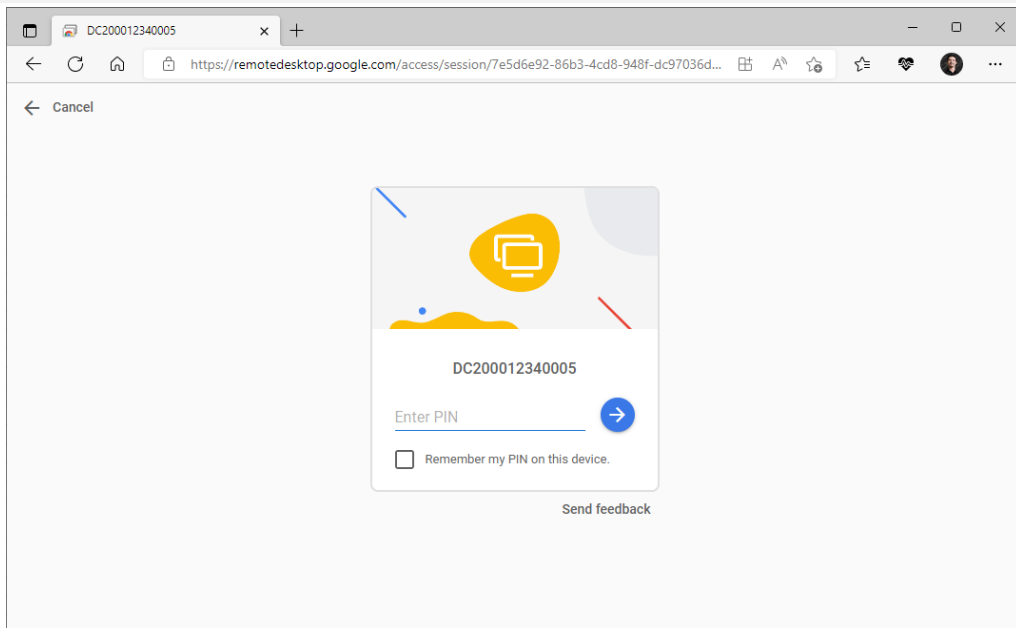 DC200012340005
https://remotedesktop.google.com/access/session/7e5d6e92-86b3-4cd8-948f-dc97036d...
Cancel
DC200012340005
Enter PIN
Remember my PIN on this device.
Send feedback